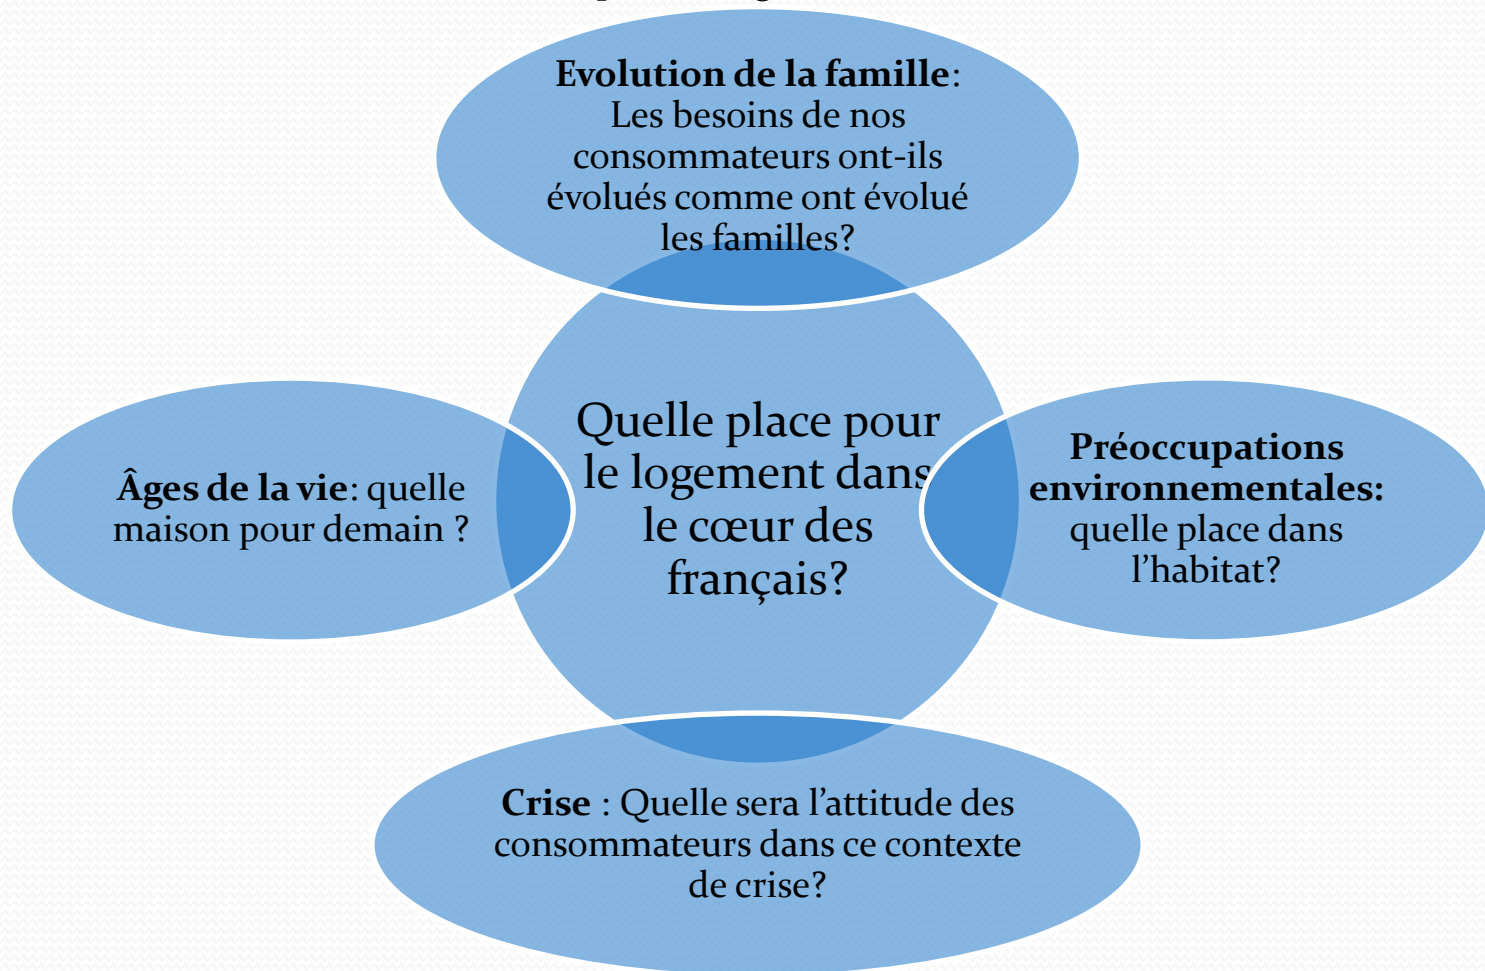 Evolution de la famille:
Les besoins de nos
consommateurs ont-ils
évolués comme ont évolué
les familles?
Quelle place pour
le logement dans
le cœur des
français?
Âges de la vie: quelle
maison pour demain ?
Préoccupations
environnementales:
quelle place dans
l'habitat?
Crise : Quelle sera l'attitude des
consommateurs dans ce contexte
de crise?